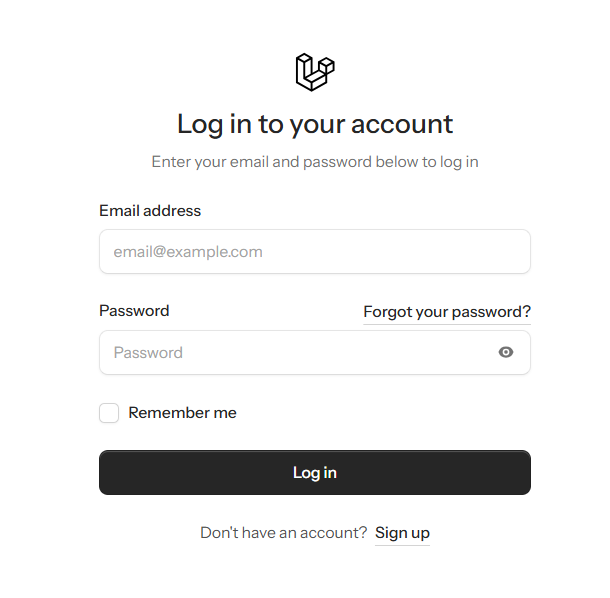 Log in to your account
Enter your email and password below to log in
Email address
email@example.com
Password
Forgot your password?
Password
Remember me
Log in
Don't have an account? Sign up